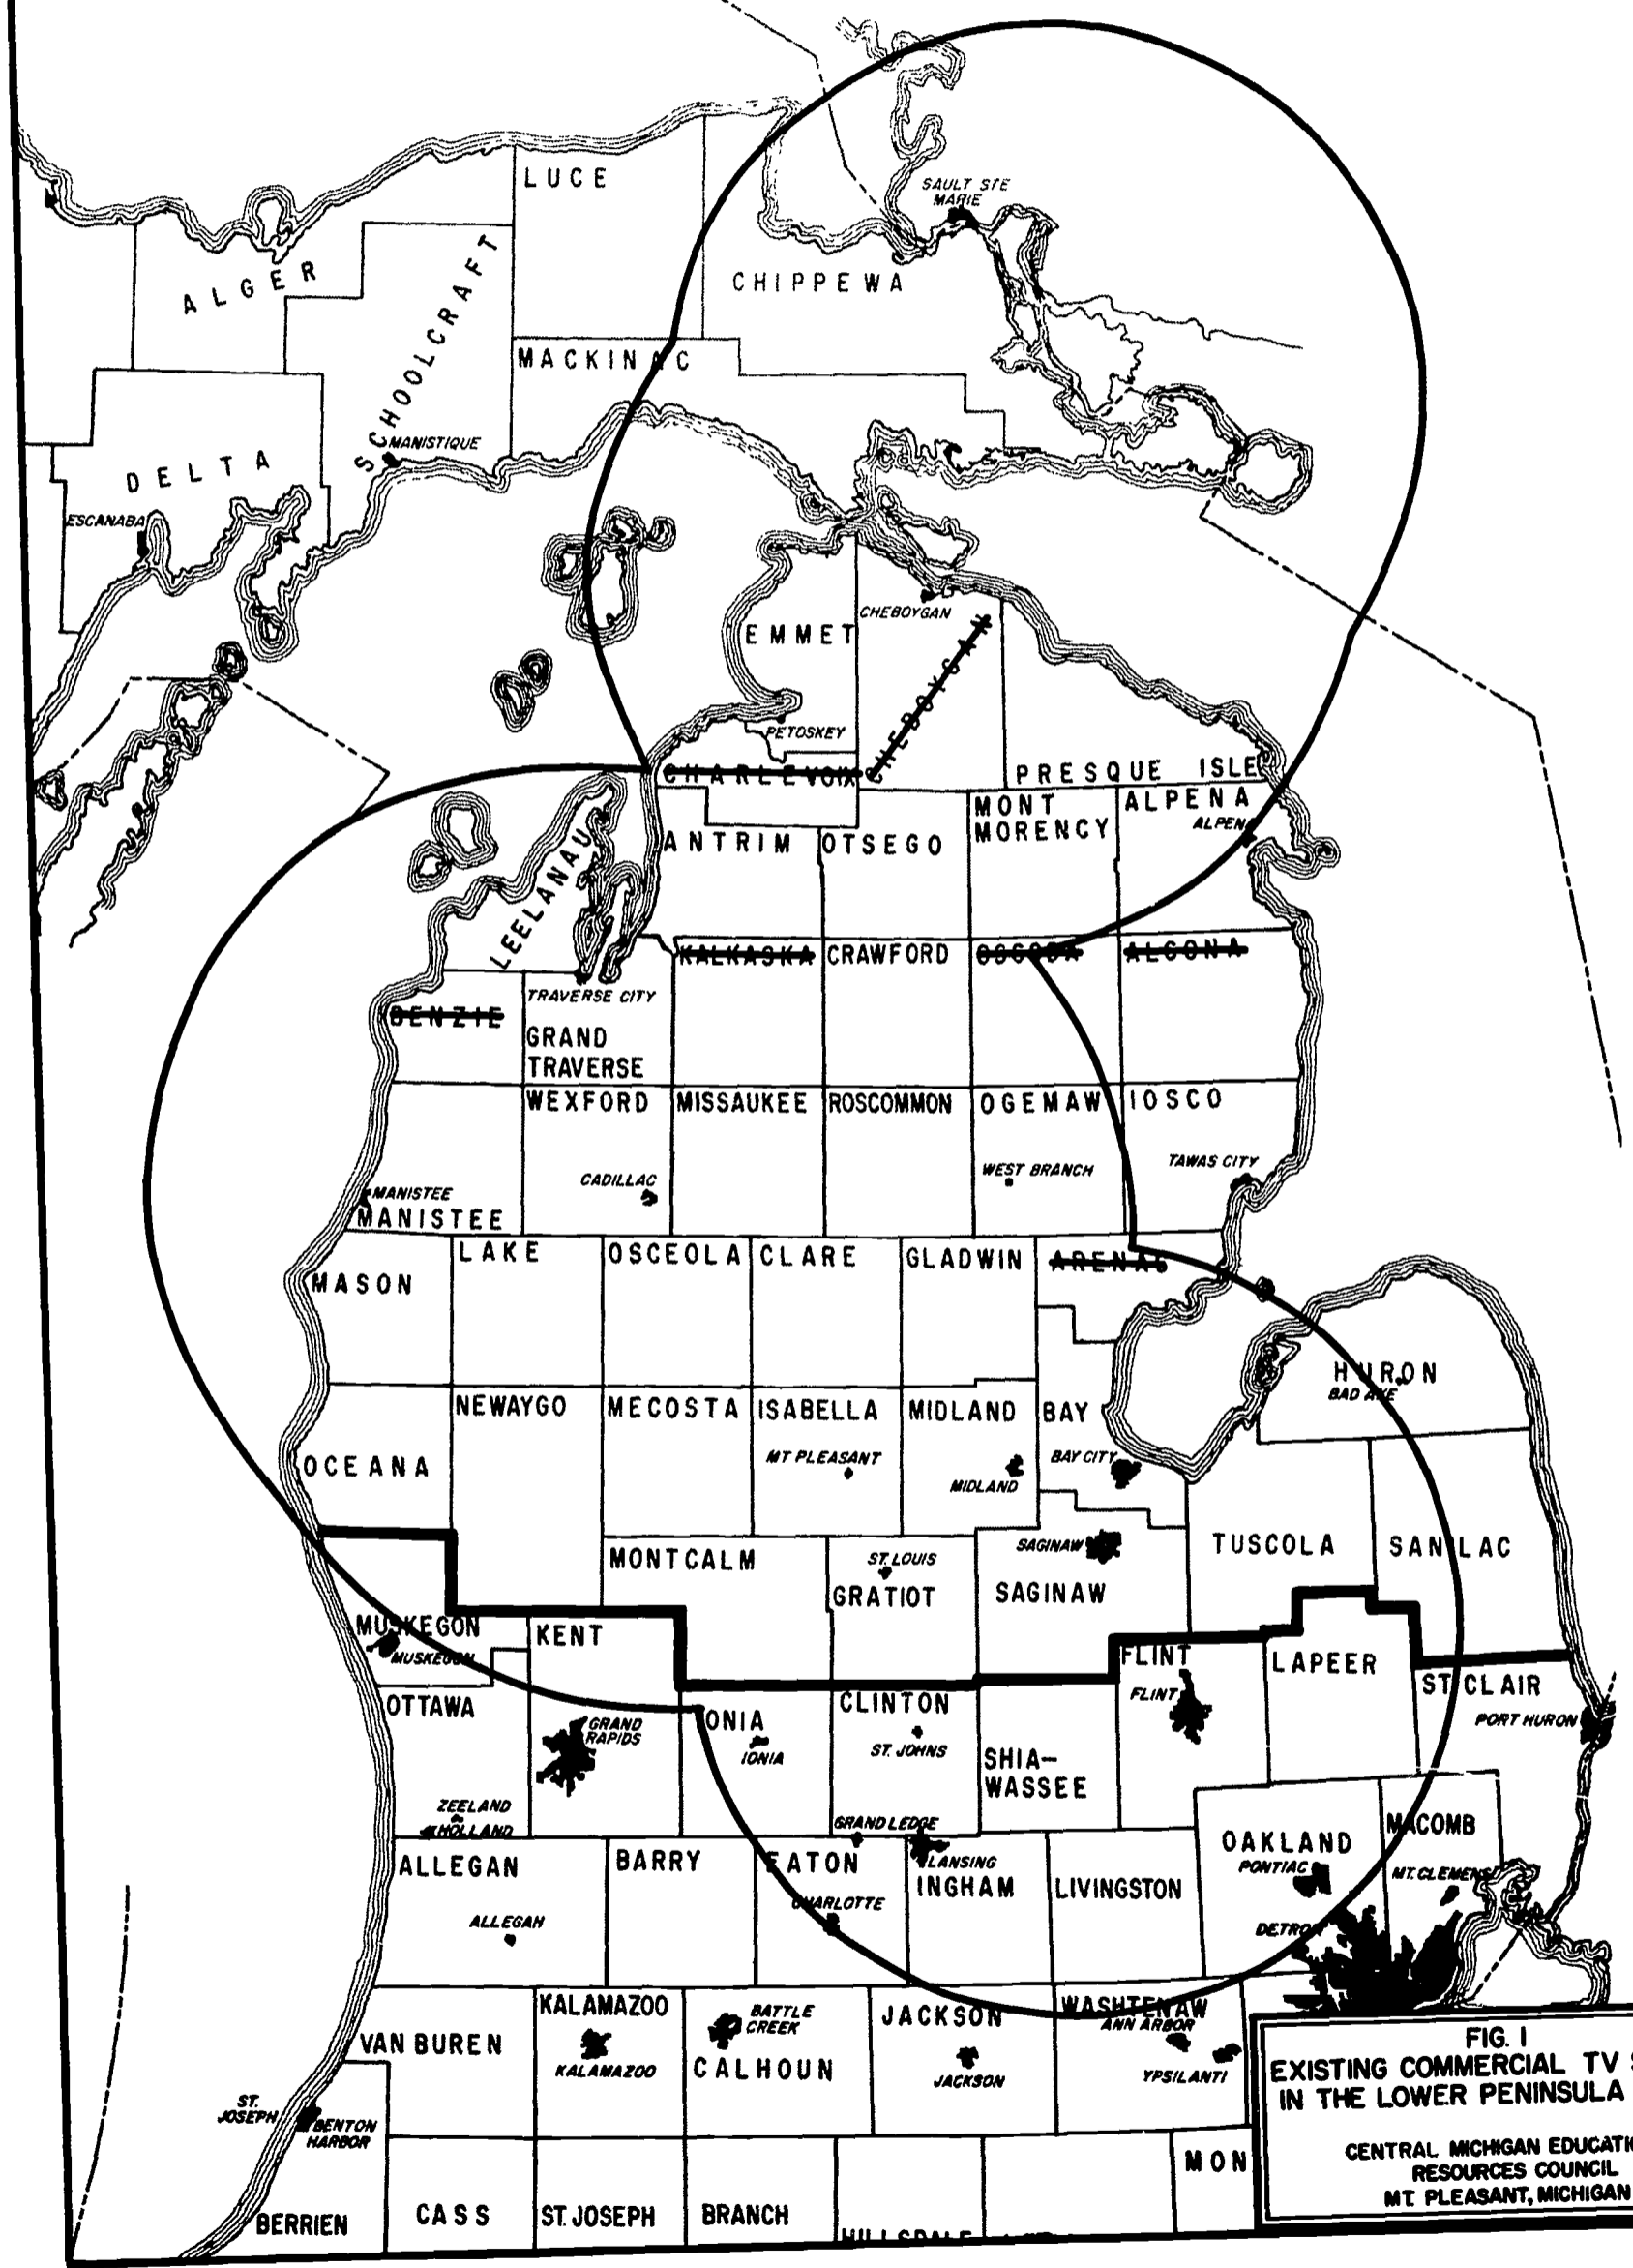 LUCE
SAULT STE
MARIE
ALGER
SCHOOLCRAFT
CHIPPEWA
MACKINAC
MANISTIQUE
DELTA
ESCANABA
CHEBOYGAN
EMMET
CHEBOYGAN
PETOSKEY
CHARLEVOIX
PRESQUE ISLE
MONT
MORENCY
ALPENA
ALPENA
ANTRIM
OTSEGO
LEELANAU
KALKASKA
CRAWFORD
OSCODA
ALCONA
TRAVERSE CITY
BENZIE
GRAND
TRAVERSE
WEXFORD
MISSAUKEE
ROSCOMMON
OGEMAW
IOSCO
WEST BRANCH
TAWAS CITY
CADILLAC
MANISTEE
MANISTEE
LAKE
OSCEOLA
CLARE
GLADWIN
ARENAC
MASON
HURON
BAD AXE
NEWAYGO
MECOSTA
ISABELLA
MIDLAND
BAY
MT PLEASANT
BAY CITY
OCEANA
MIDLAND
MONTCALM
ST. LOUIS
GRATIOT
SAGINAW
SAGINAW
TUSCOLA
SANILAC
MUSKEGON
MUSKEGON
KENT
FLINT
LAPEER
ST CLAIR
OTTAWA
GRAND
RAPIDS
IONIA
IONIA
CLINTON
ST. JOHNS
FLINT
PORT HURON
SHIA-
WASSEE
ZEELAND
HOLLAND
GRAND LEDGE
MACOMB
OAKLAND
PONTIAC
MT. CLEMENS
ALLEGAN
BARRY
EATON
LANSING
INGHAM
LIVINGSTON
CHARLOTTE
ALLEGAN
DETROIT
KALAMAZOO
BATTLE
CREEK
JACKSON
WASHTENAW
ANN ARBOR
VAN BUREN
KALAMAZOO
CALHOUN
JACKSON
YPSILANTI
ST.
JOSEPH
BENTON
HARBOR
MON
BERRIEN
CASS
ST. JOSEPH
BRANCH
HILLSDALE
FIG. 1
EXISTING COMMERCIAL TV S
IN THE LOWER PENINSULA
CENTRAL MICHIGAN EDUCATI
RESOURCES COUNCIL
MT. PLEASANT, MICHIGAN